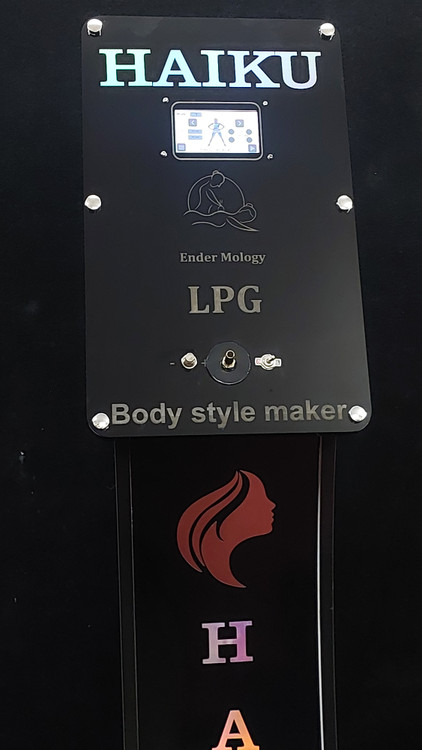 HAIKU
Ender Mology
LPG
Body style maker
H
A